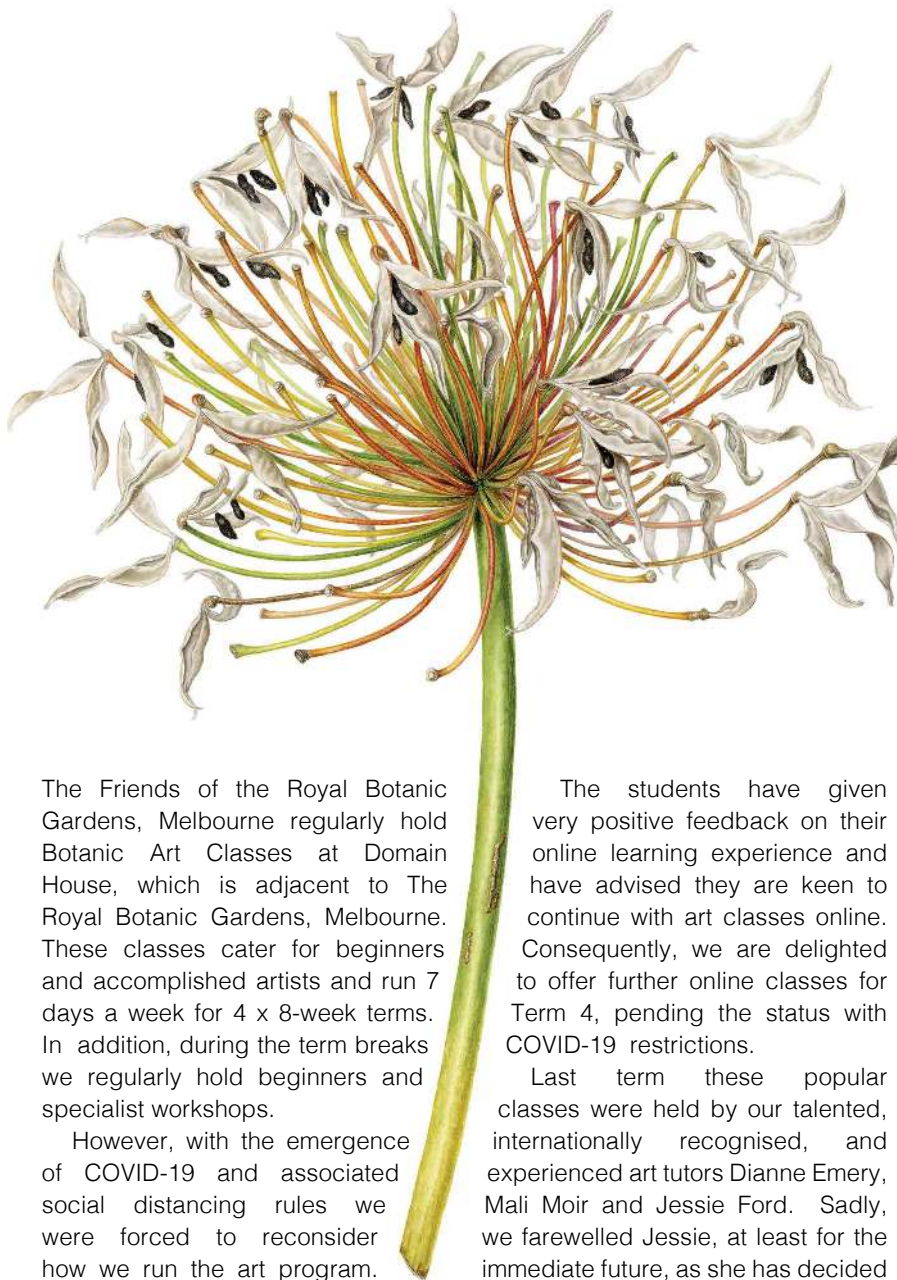 The Friends of the Royal Botanic
Gardens, Melbourne regularly hold
Botanic Art Classes at Domain
House, which is adjacent to The
Royal Botanic Gardens, Melbourne.
These classes cater for beginners
and accomplished artists and run 7
days a week for 4 x 8-week terms.
In addition, during the term breaks
we regularly hold beginners and
specialist workshops.
However, with the emergence
of COVID-19 and associated
social distancing rules we
were forced to reconsider
how we run the art program.
The students have given
very positive feedback on their
online learning experience and
have advised they are keen to
continue with art classes online.
Consequently, we are delighted
to offer further online classes for
Term 4, pending the status with
COVID-19 restrictions.
Last term these popular
classes were held by our talented,
internationally recognised, and
experienced art tutors Dianne Emery,
Mali Moir and Jessie Ford. Sadly,
we farewelled Jessie, at least for the
immediate future, as she has decided